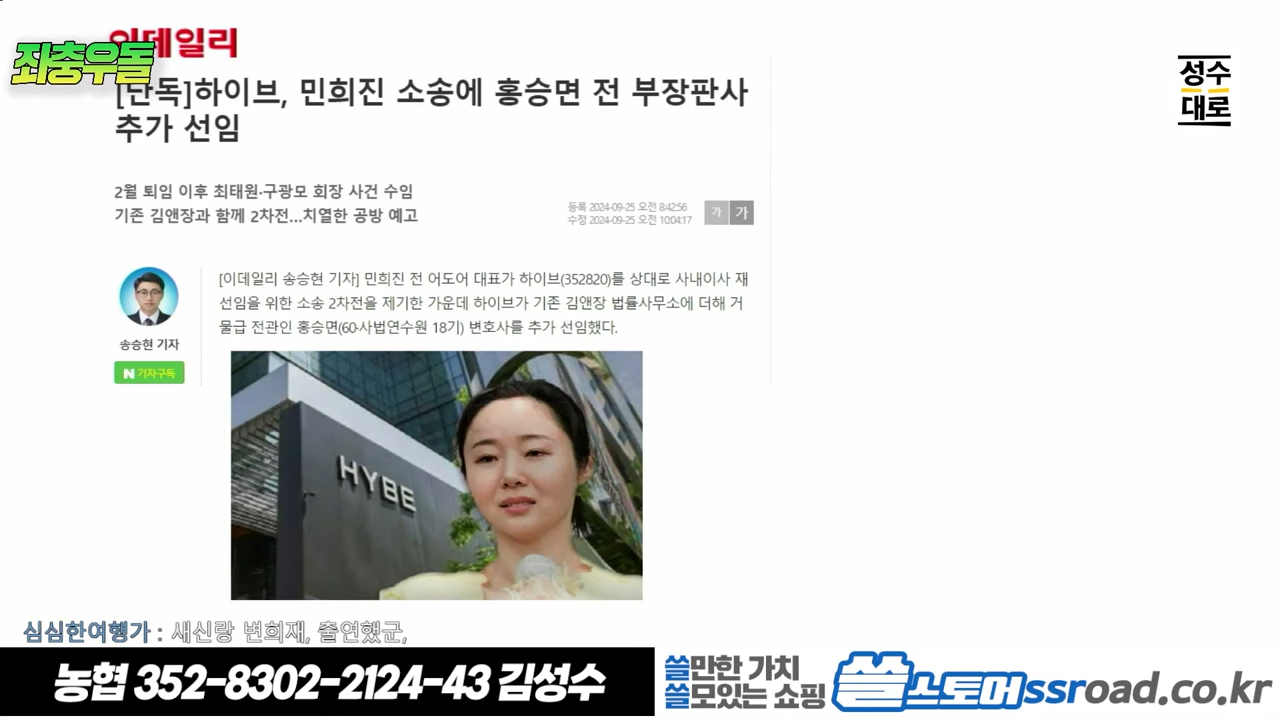 이데일리
좌충우돌
[단독]하이브, 민희진 소송에 홍승면 전 부장판사
추가 선임
성수
대로
2월 퇴임 이후 최태원·구광모 회장 사건 수임
기존 김앤장과 함께 2차전...치열한 공방 예고
등록 2024-09-25 오전 8:42:56
수정 2024-09-25 오전 10:04:17
가 가
[이데일리 송승현 기자] 민희진 전 어도어 대표가 하이브(352820)를 상대로 사내이사 재
선임을 위한 소송 2차전을 제기한 가운데 하이브가 기존 김앤장 법률사무소에 더해 거
물급 전관인 홍승면(60·사법연수원 18기) 변호사를 추가 선임했다.
송승현 기자
N 기자구독
HYBE
심심한여행가 : 새신랑 변희재, 출연했군,
농협 352-8302-2124-43 김성수
쓸만한 가치
쓸모있는 쇼핑
쓸스토어ssroad.co.kr